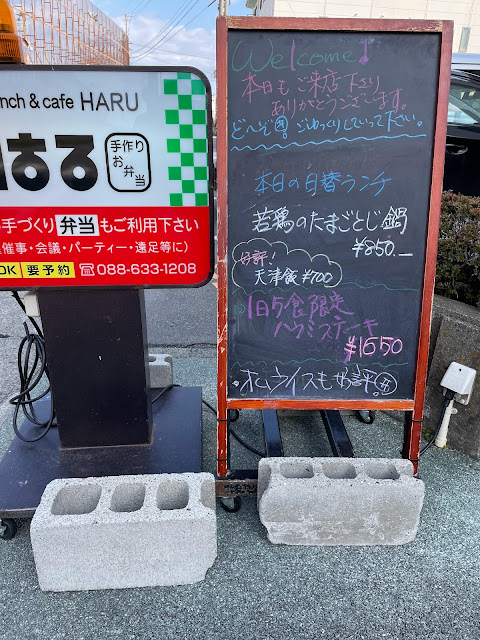 nch & cafe HARU
はる
手作り
お弁
当
手づくり 弁当 もご利用下さい
催事・会議・パーティー・遠足等に)
OK 要予約 ☎088-633-1208
Welcome♪
本日もご来店下さり
ありがとうございます。
ど〜ぞ ごゆっくりしていって下さい。
本日の日替ランチ
若鶏のたまごとじ鍋
¥850.—
好評!
天津飯 ¥700
1日5食限定
ハラミステーキ
¥1650
・オムライスも好評